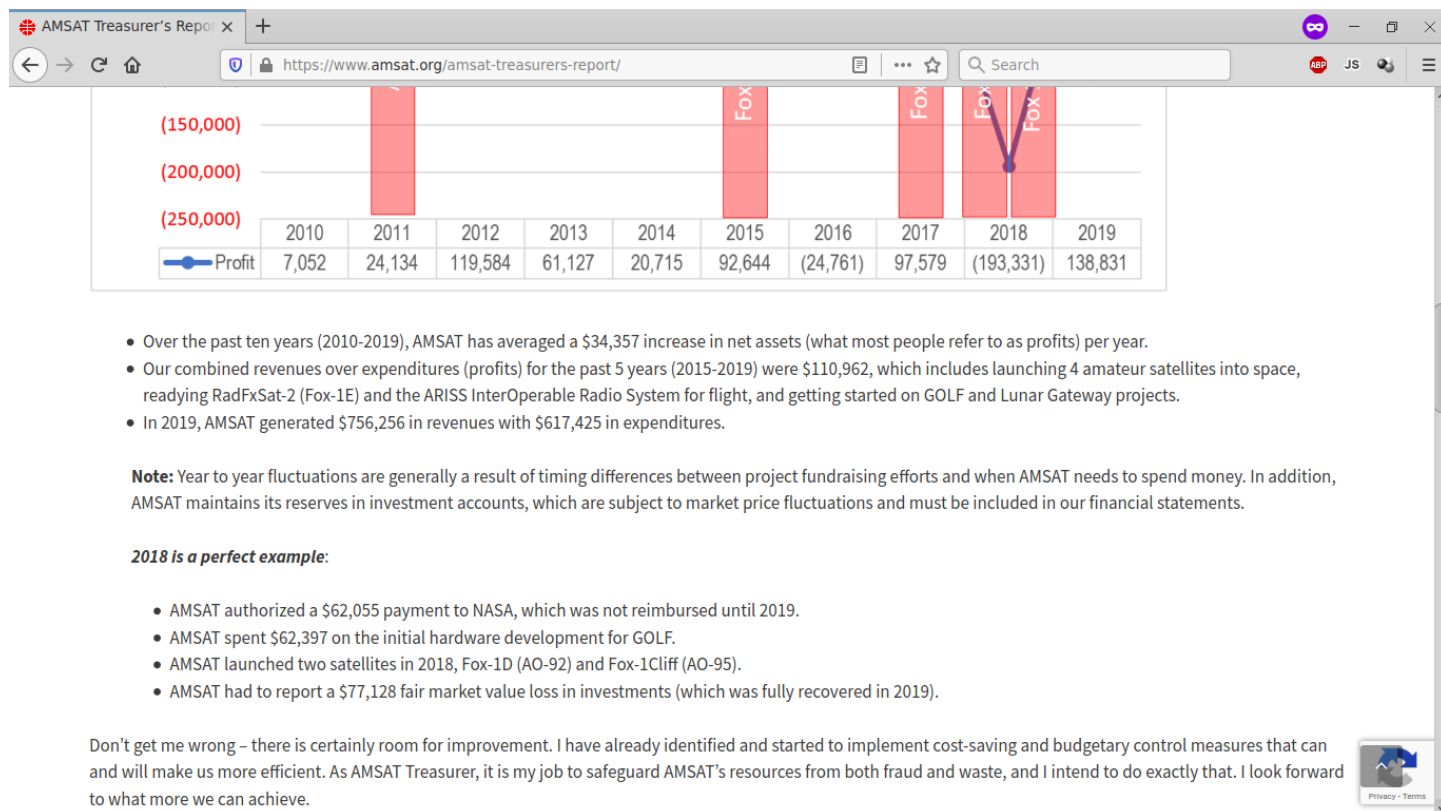 AMSAT Treasurer's Repo
https://www.amsat.org/amsat-treasurers-report/
Search
ABP
JS
(150,000)
(200,000)
(250,000)
Fox
Fox
Fox
Fox
2010 2011 2012 2013 2014 2015 2016 2017 2018 2019
Profit 7,052 24,134 119,584 61,127 20,715 92,644 (24,761) 97,579 (193,331) 138,831
• Over the past ten years (2010-2019), AMSAT has averaged a $34,357 increase in net assets (what most people refer to as profits) per year.
• Our combined revenues over expenditures (profits) for the past 5 years (2015-2019) were $110,962, which includes launching 4 amateur satellites into space,
readying RadFxSat-2 (Fox-1E) and the ARISS InterOperable Radio System for flight, and getting started on GOLF and Lunar Gateway projects.
• In 2019, AMSAT generated $756,256 in revenues with $617,425 in expenditures.
Note: Year to year fluctuations are generally a result of timing differences between project fundraising efforts and when AMSAT needs to spend money. In addition,
AMSAT maintains its reserves in investment accounts, which are subject to market price fluctuations and must be included in our financial statements.
2018 is a perfect example:
• AMSAT authorized a $62,055 payment to NASA, which was not reimbursed until 2019.
• AMSAT spent $62,397 on the initial hardware development for GOLF.
• AMSAT launched two satellites in 2018, Fox-1D (AO-92) and Fox-1Cliff (AO-95).
• AMSAT had to report a $77,128 fair market value loss in investments (which was fully recovered in 2019).
Don't get me wrong – there is certainly room for improvement. I have already identified and started to implement cost-saving and budgetary control measures that can
and will make us more efficient. As AMSAT Treasurer, it is my job to safeguard AMSAT's resources from both fraud and waste, and I intend to do exactly that. I look forward
to what more we can achieve.
Privacy - Terms